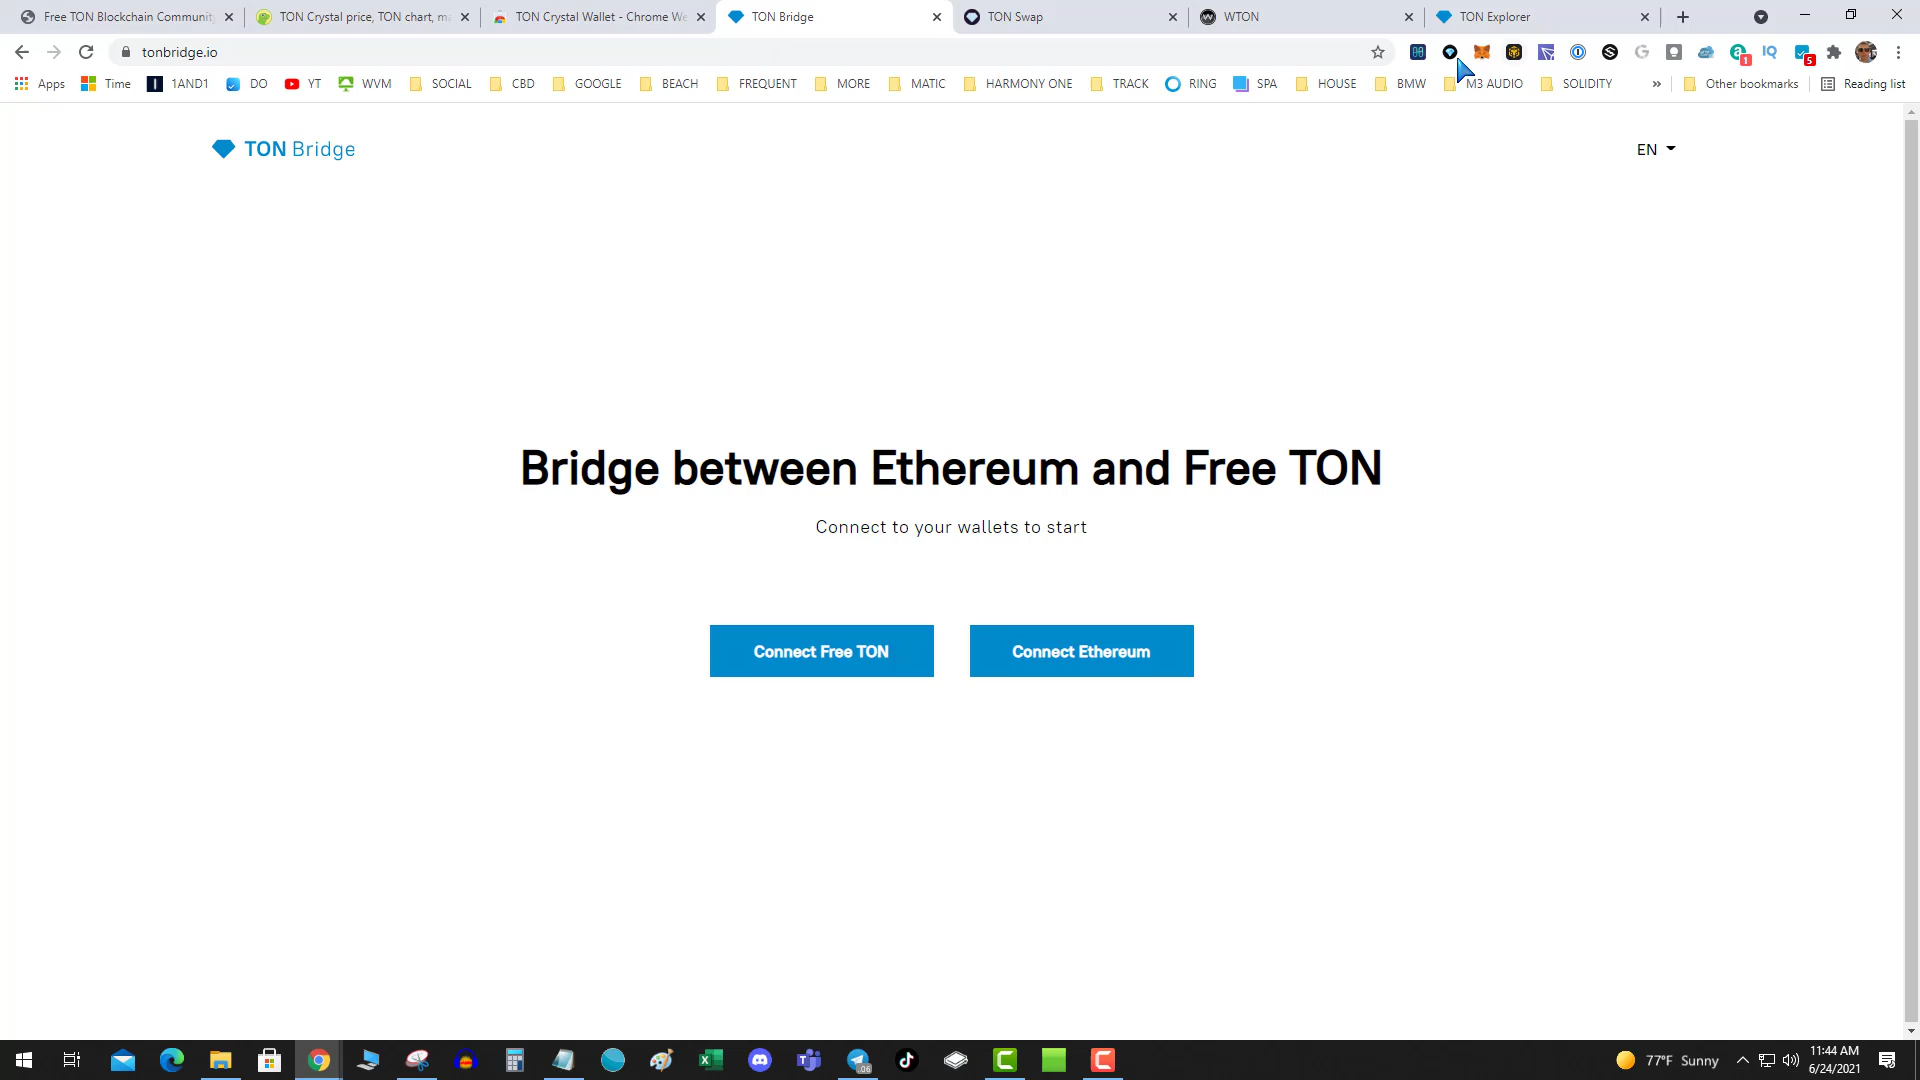 Free TON Blockchain Communit
TON Crystal price, TON chart, ma
TON Crystal Wallet - Chrome We
TON Bridge
TON Swap
WTON
TON Explorer
tonbridge.io
1
5
Apps
Time
1AND1
DO
YT
WVM
SOCIAL
CBD
GOOGLE
BEACH
FREQUENT
MORE
MATIC
HARMONY ONE
TRACK
RING
SPA
HOUSE
BMW
M3 AUDIO
SOLIDITY
»
Other bookmarks
Reading list
TON Bridge
EN
Bridge between Ethereum and Free TON
Connect to your wallets to start
Connect Free TON
Connect Ethereum
77°F Sunny
11:44 AM
6/24/2021